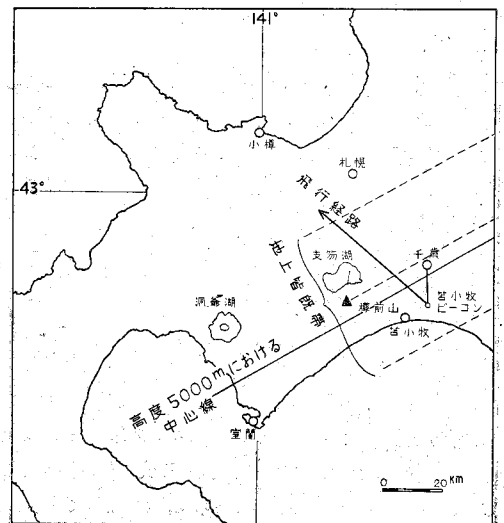 141°
小樽
札幌
43°
飛行経路
地上皆既帯
支笏湖
千歳
洞爺湖
樽前山
苫小牧
ビーコン
苫小牧
高度5000mにおける
中心線
室蘭
0 20 KM